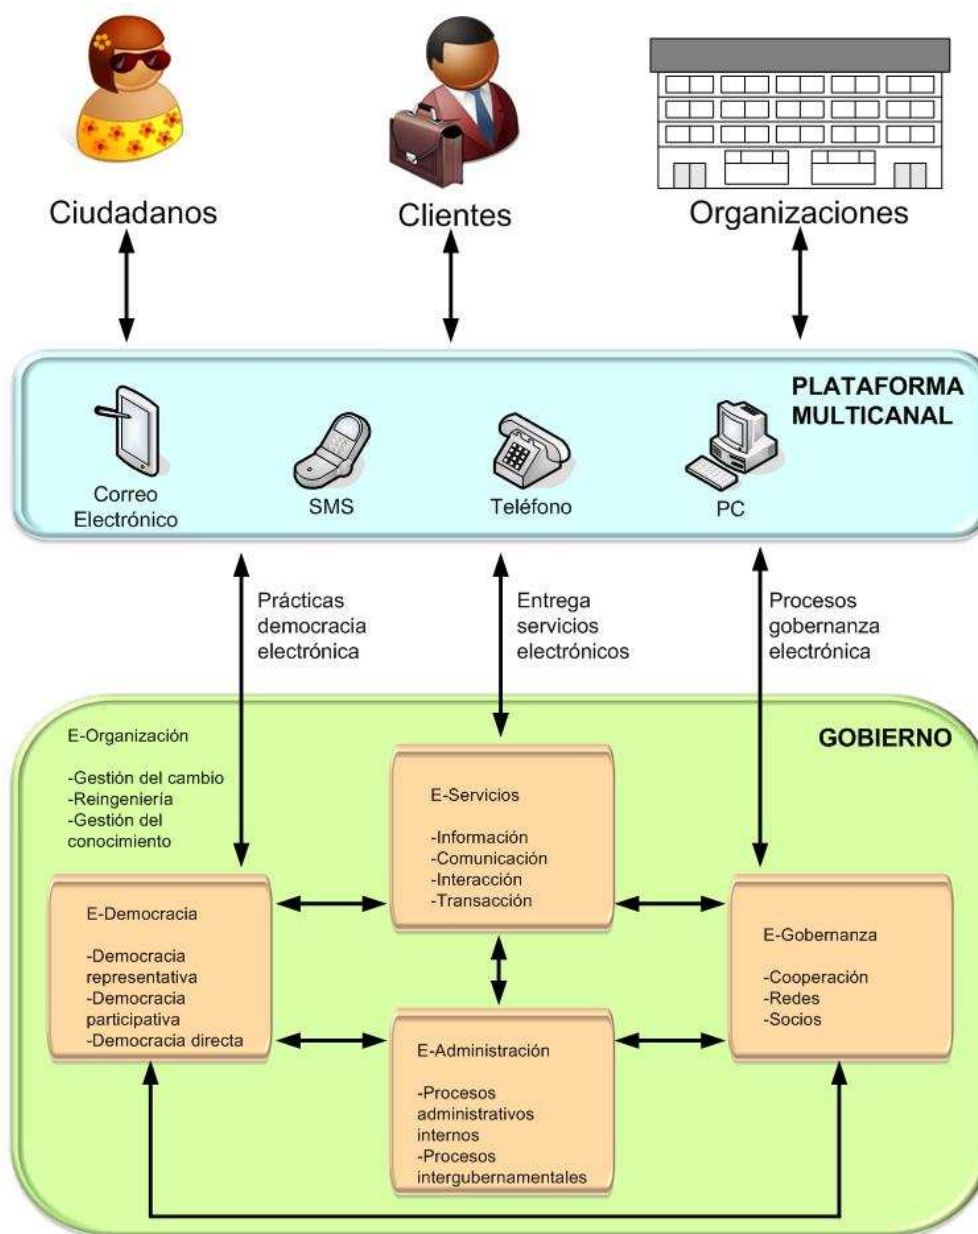 Ciudadanos
Clientes
Organizaciones
PLATAFORMA
MULTICANAL
Correo
Electrónico
SMS
Teléfono
PC
Prácticas
democracia
electrónica
Entrega
servicios
electrónicos
Procesos
gobernanza
electrónica
GOBIERNO
E-Organización
-Gestión del cambio
-Reingeniería
-Gestión del
conocimiento
E-Servicios
-Información
-Comunicación
-Interacción
-Transacción
E-Democracia
-Democracia
representativa
-Democracia
participativa
-Democracia directa
E-Gobernanza
-Cooperación
-Redes
-Socios
E-Administración
-Procesos
administrativos
internos
-Procesos
intergubernamentales